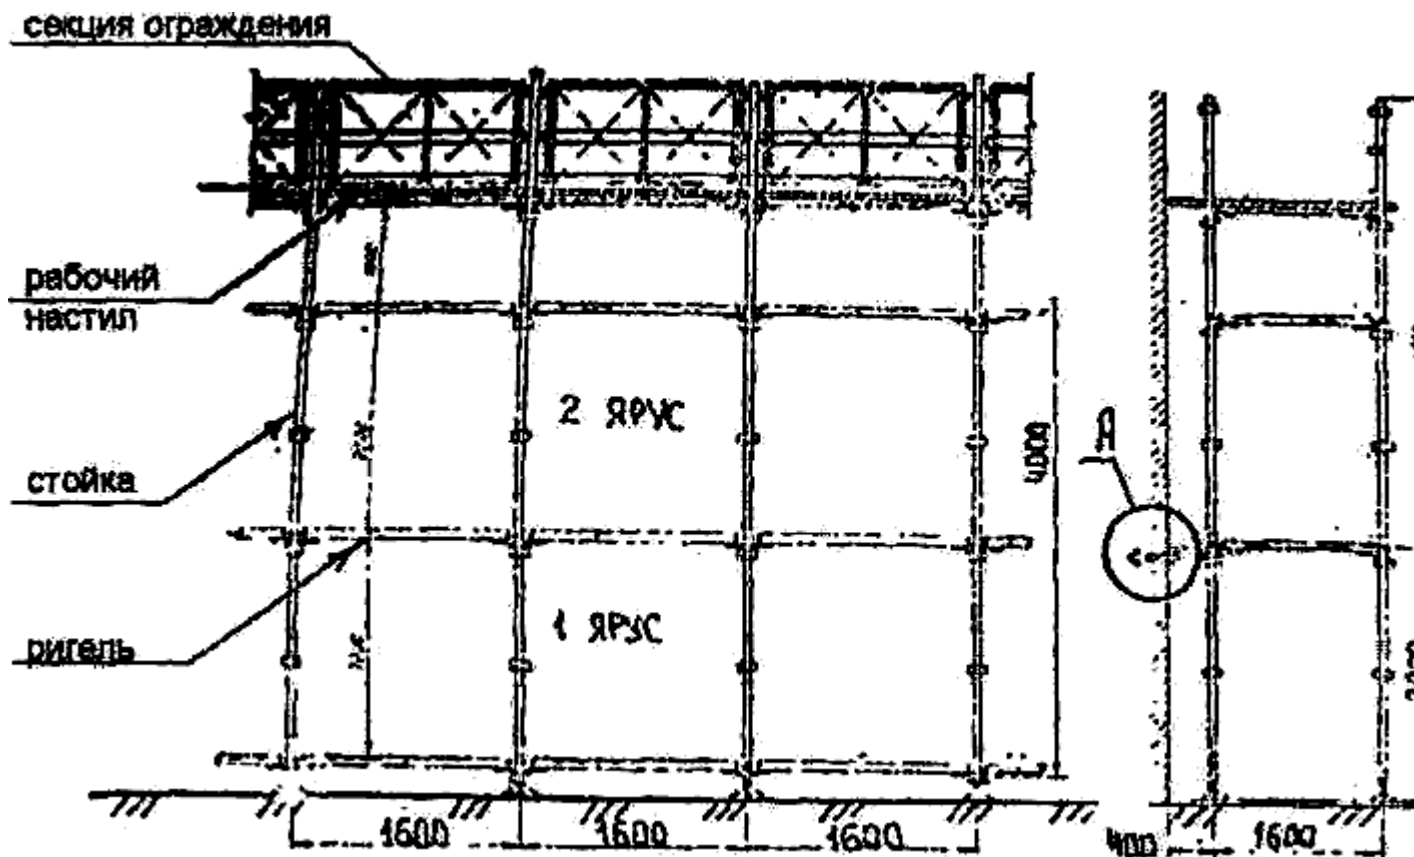 секция ограждения
рабочий
настил
2 ЯРУС
4000
А
стойка
1 ЯРУС
ригель
1600
1600
1600
400
1600